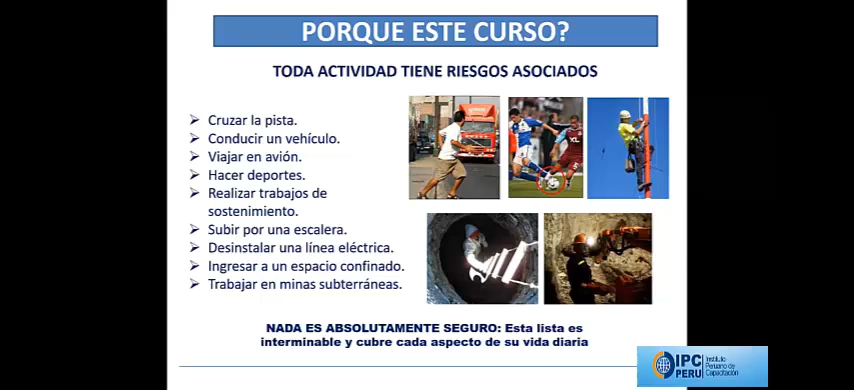 PORQUE ESTE CURSO?
TODA ACTIVIDAD TIENE RIESGOS ASOCIADOS
➢ Cruzar la pista.
➢ Conducir un vehículo.
➢ Viajar en avión.
➢ Hacer deportes.
➢ Realizar trabajos de
sostenimiento.
➢ Subir por una escalera.
➢ Desinstalar una línea eléctrica.
➢ Ingresar a un espacio confinado.
➢ Trabajar en minas subterráneas.
XL
NADA ES ABSOLUTAMENTE SEGURO: Esta lista es
interminable y cubre cada aspecto de su vida diaria
IPC
PERU
Instituto
Peruano de
Capacitación